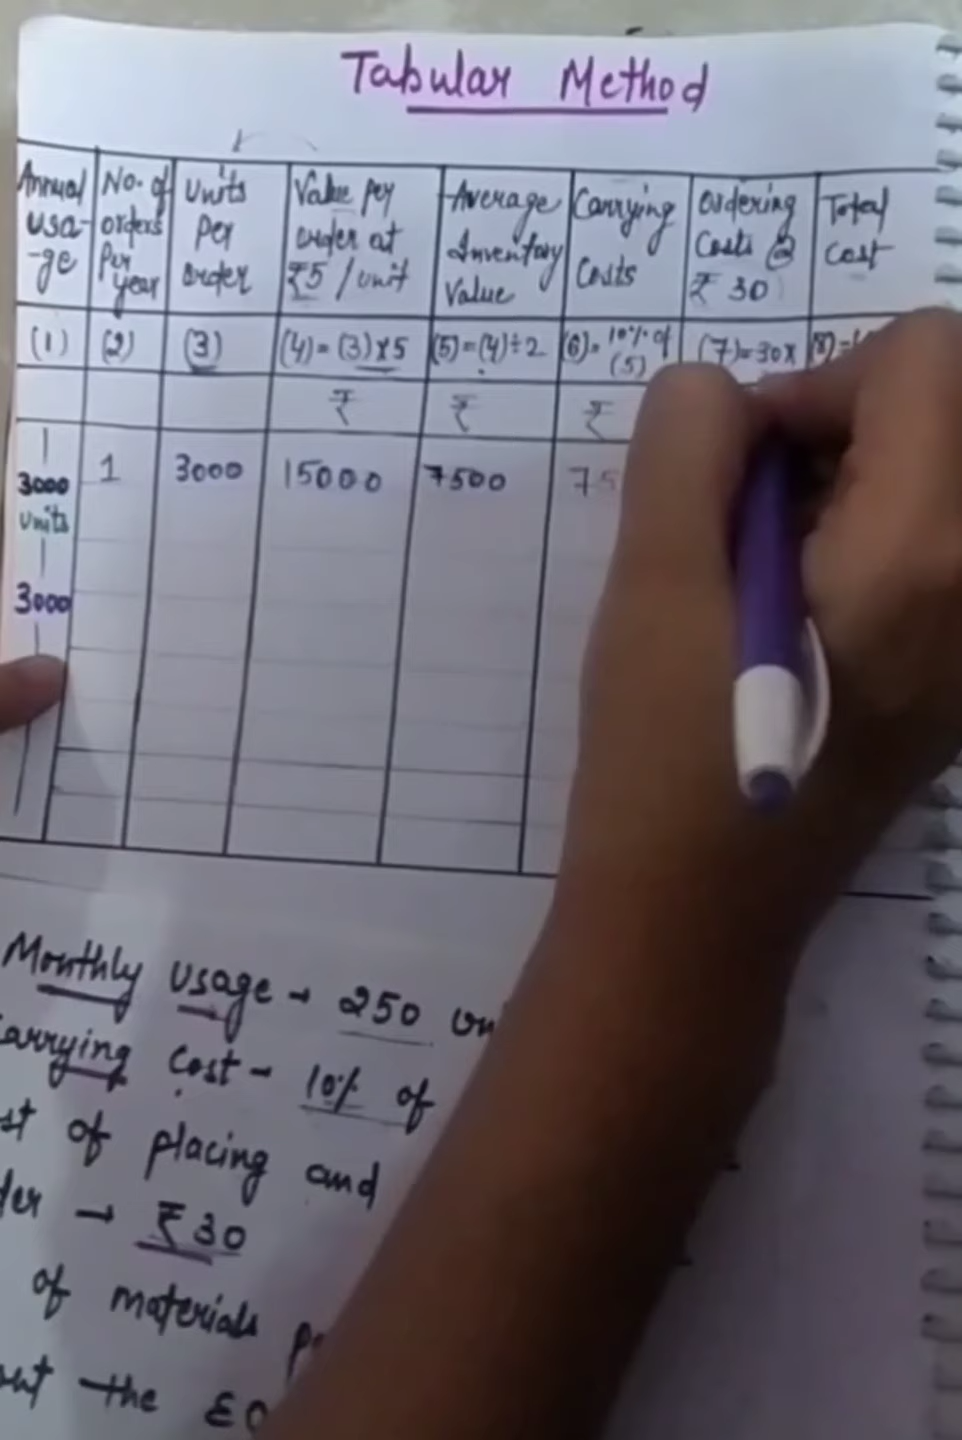 Tabular Method
Annual usa-ge
No. of orders Per year
Units Per order
Value per order at ₹5/unit
Average Inventory Value
Carrying Costs
Ordering Costs @ ₹ 30
Total cost
(1)
(2)
(3)
(4)=(3)×5
(5)=(4)÷2
(6)=10% of (5)
(7)=30×
₹
₹
₹
3000 units
1
3000
15000
7500
75
3000
Monthly usage → 250
Carrying Cost - 10% of
of placing and
→ ₹30
of materials
the